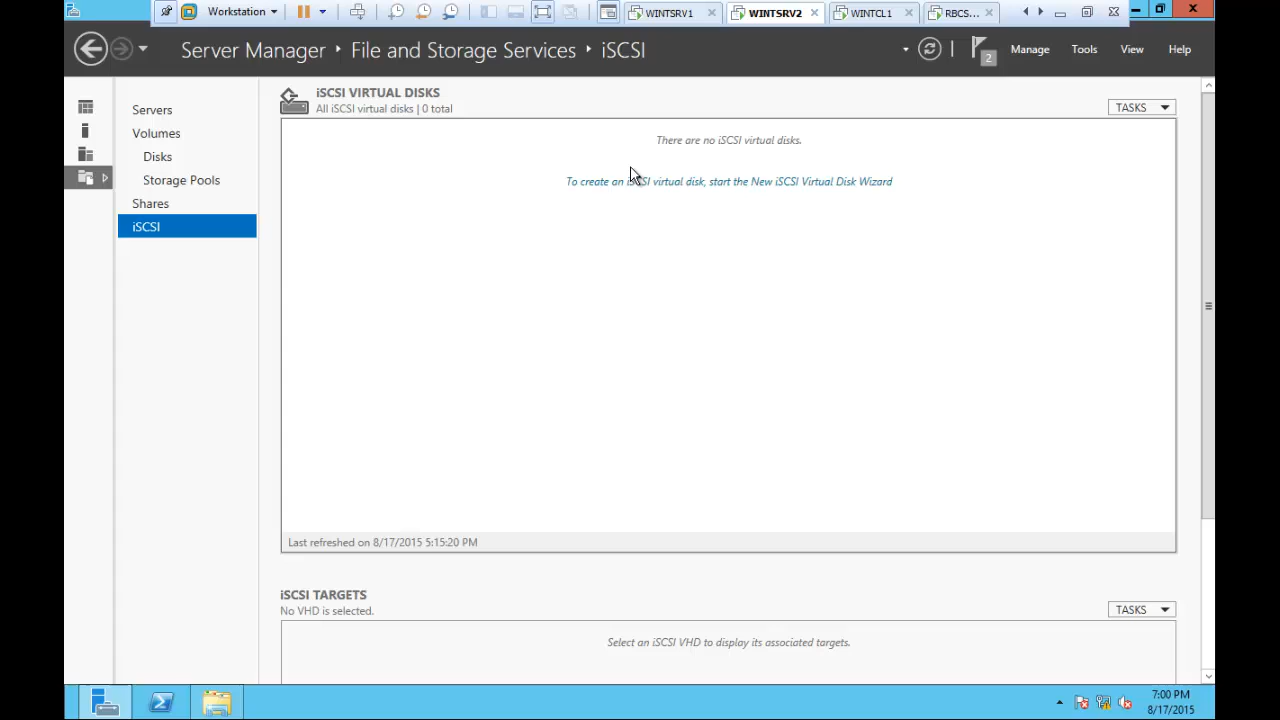 Workstation
WINTSRV1
WINTSRV2
WINTCL1
RBCS...
Server Manager ‣ File and Storage Services ‣ iSCSI
2
Manage
Tools
View
Help
Servers
Volumes
Disks
Storage Pools
Shares
iSCSI
iSCSI VIRTUAL DISKS
All iSCSI virtual disks | 0 total
TASKS
There are no iSCSI virtual disks.
To create an iSCSI virtual disk, start the New iSCSI Virtual Disk Wizard
Last refreshed on 8/17/2015 5:15:20 PM
iSCSI TARGETS
No VHD is selected.
TASKS
Select an iSCSI VHD to display its associated targets.
7:00 PM
8/17/2015